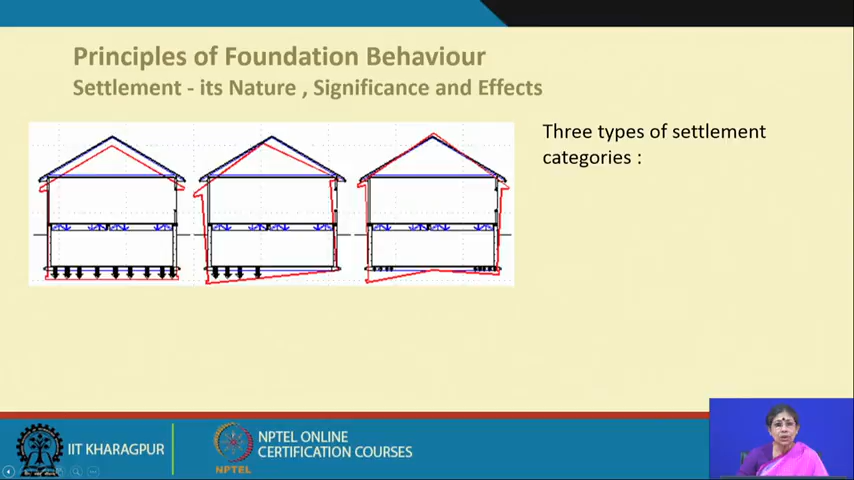 Principles of Foundation Behaviour
Settlement - its Nature , Significance and Effects
Three types of settlement
categories :
IIT KHARAGPUR
NPTEL
NPTEL ONLINE
CERTIFICATION COURSES